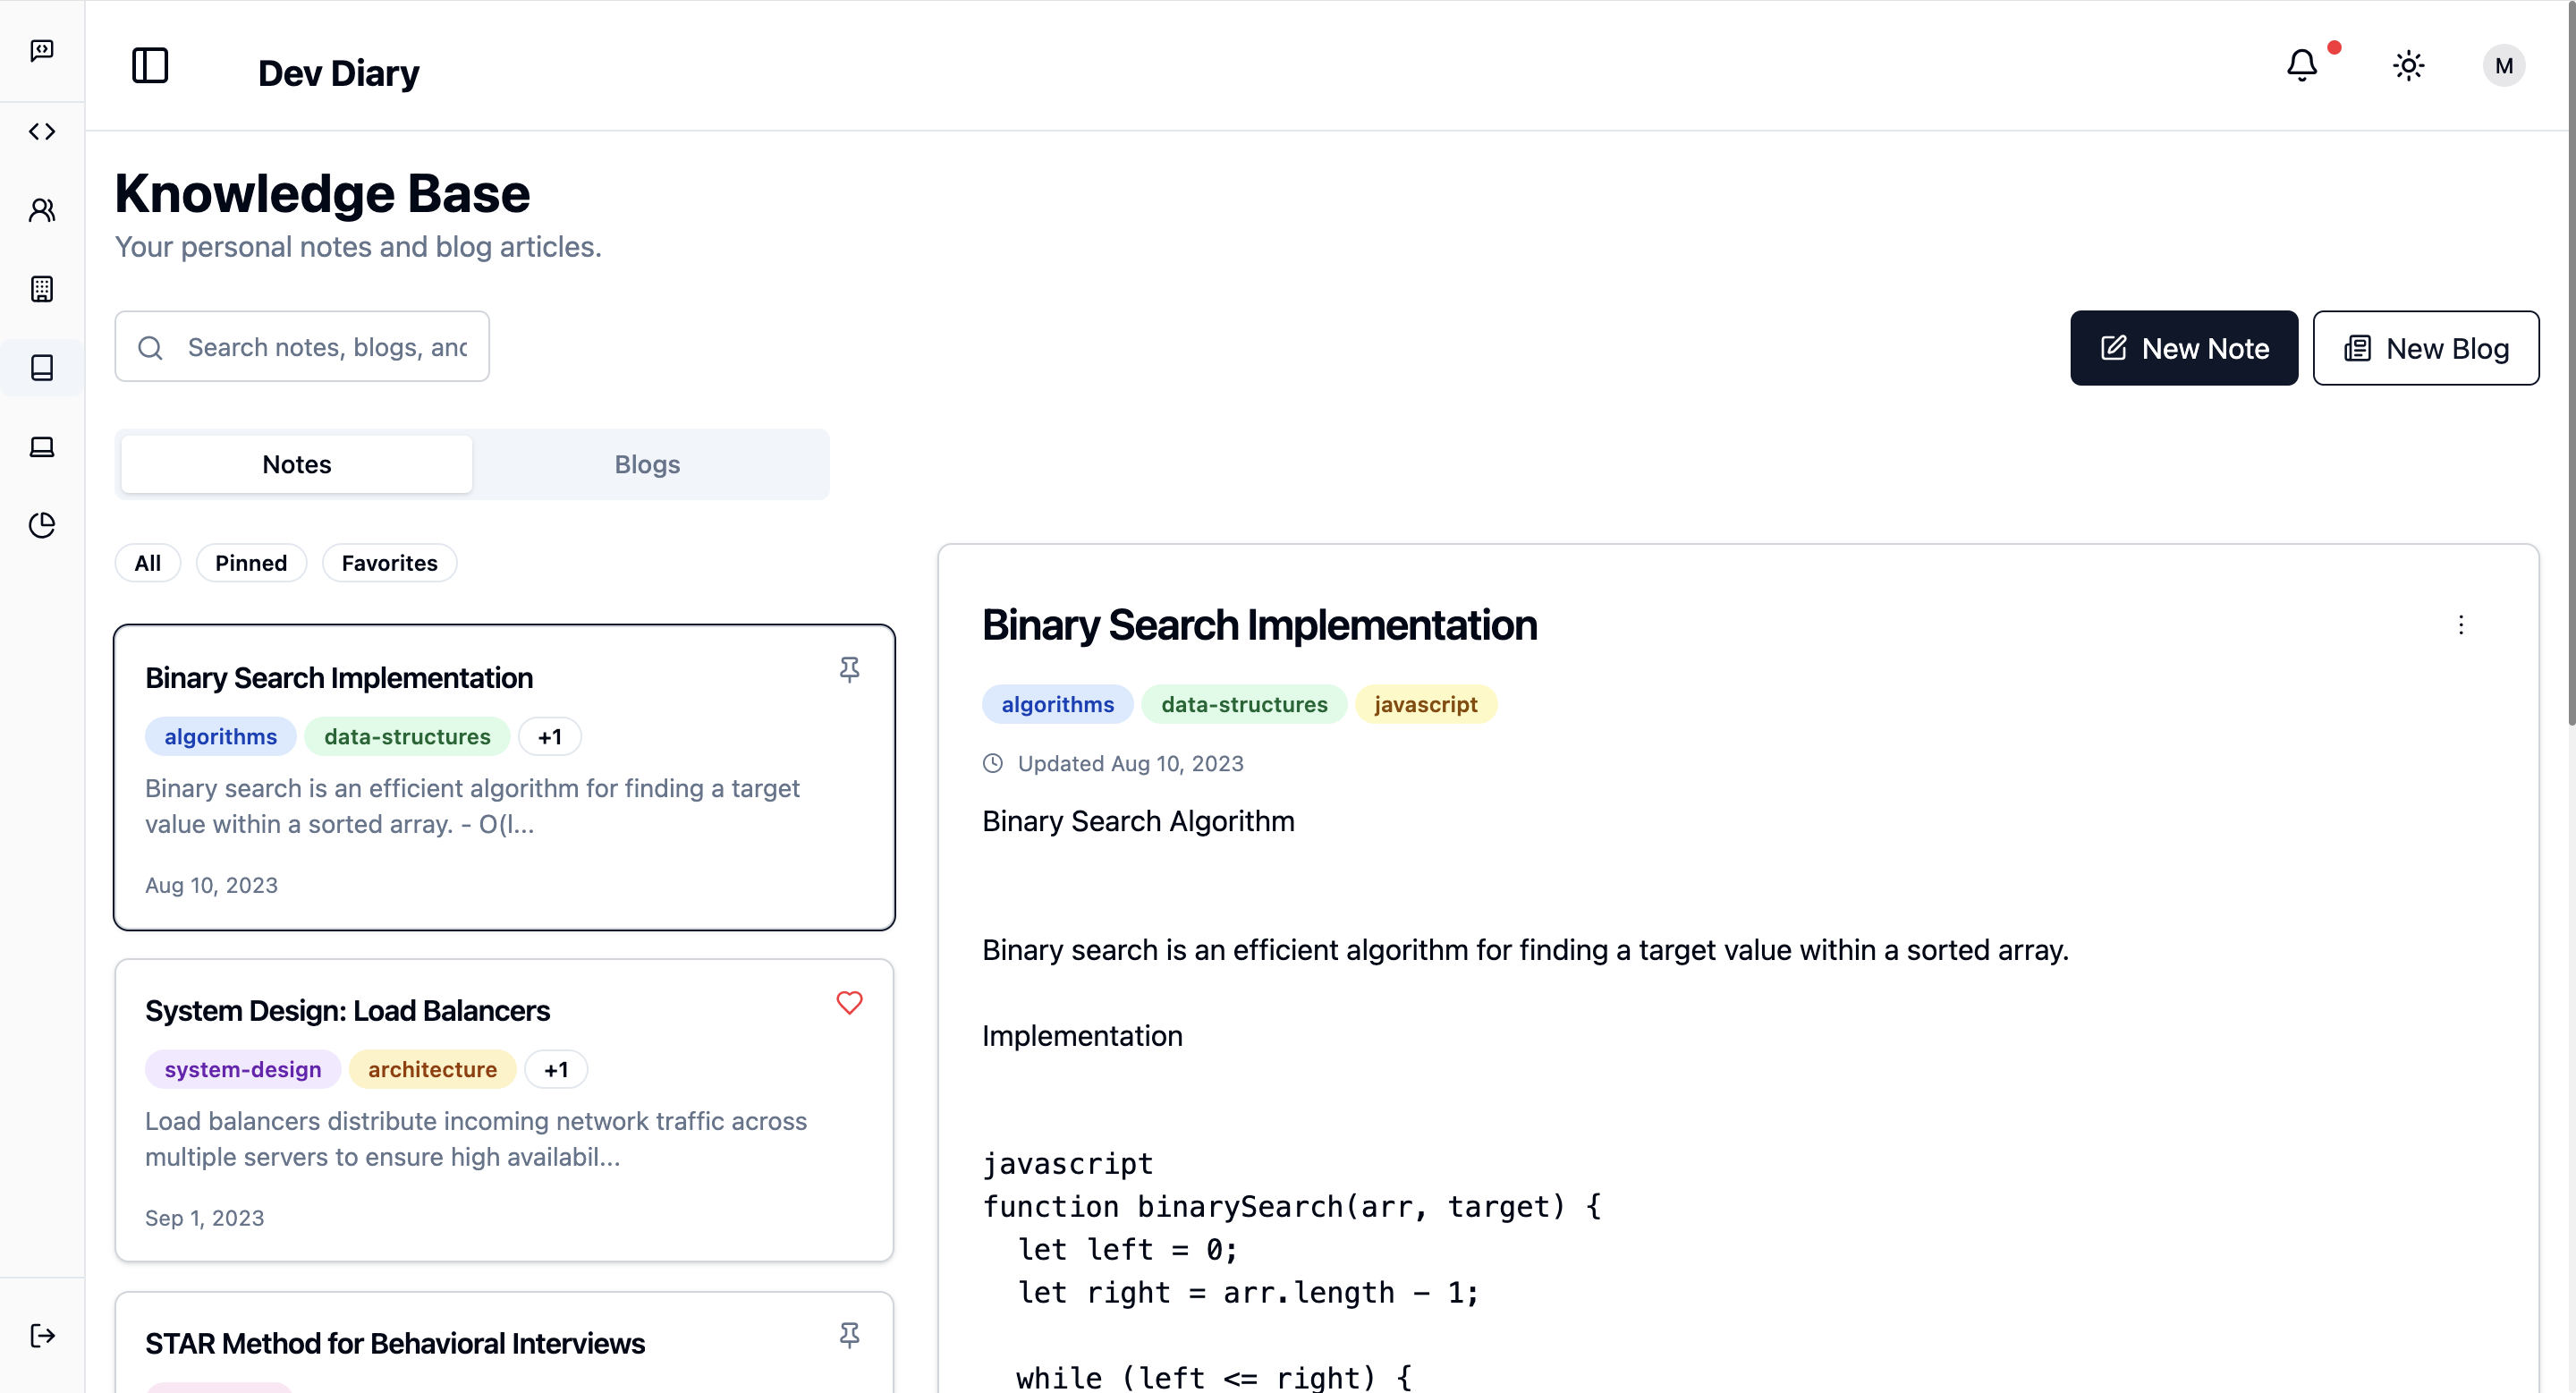 Dev Diary
M
Knowledge Base
Your personal notes and blog articles.
Search notes, blogs, and
New Note
New Blog
Notes
Blogs
All
Pinned
Favorites
Binary Search Implementation
algorithms
data-structures
+1
Binary search is an efficient algorithm for finding a target
value within a sorted array. - O(l...
Aug 10, 2023
System Design: Load Balancers
system-design
architecture
+1
Load balancers distribute incoming network traffic across
multiple servers to ensure high availabil...
Sep 1, 2023
STAR Method for Behavioral Interviews
Binary Search Implementation
algorithms
data-structures
javascript
Updated Aug 10, 2023
Binary Search Algorithm
Binary search is an efficient algorithm for finding a target value within a sorted array.
Implementation
javascript
function binarySearch(arr, target) {
  let left = 0;
  let right = arr.length - 1;
  while (left <= right) {